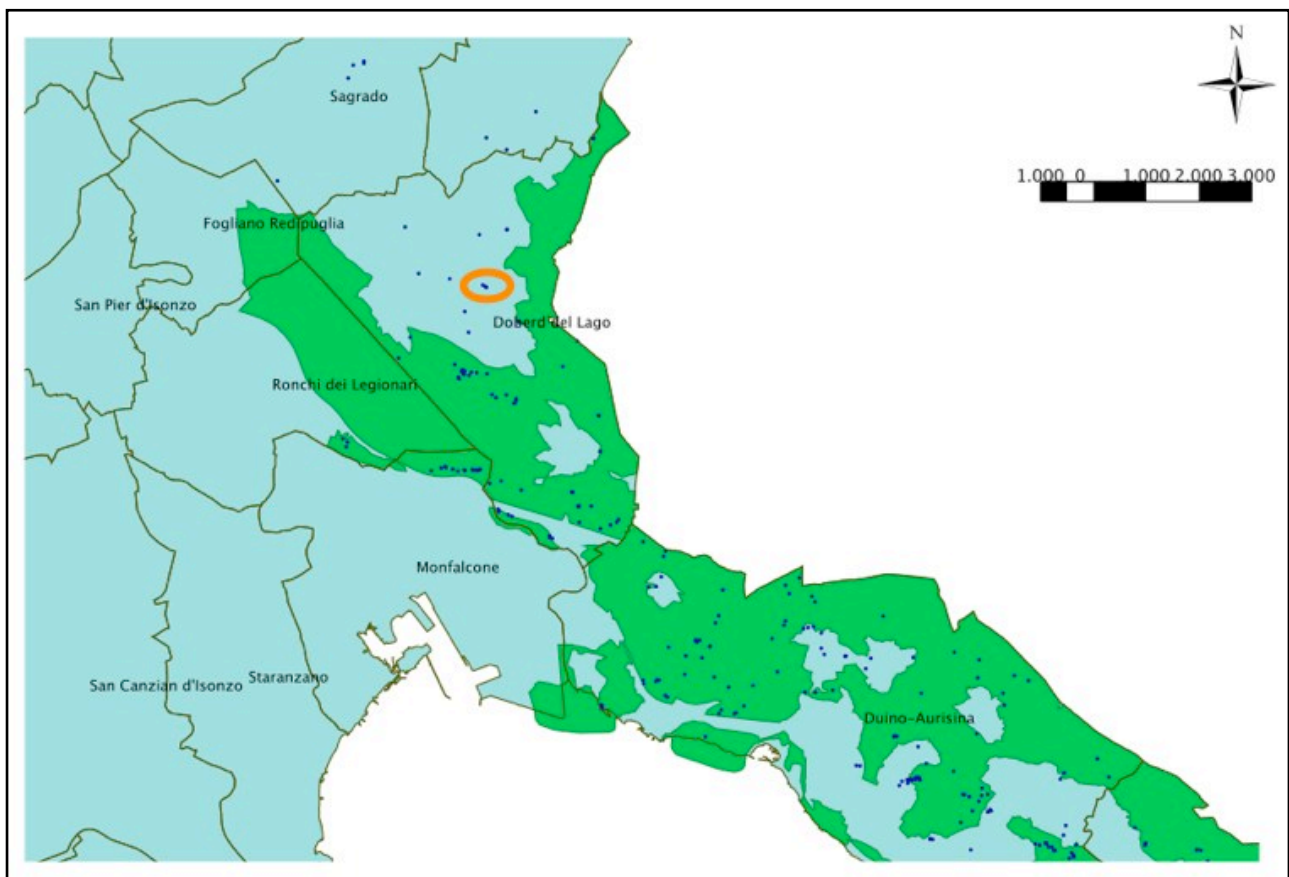 N
Sagrado
1.000 0 1.000 2.000 3.000
Fogliano Redipuglia
San Pier d'Isonzo
Doberd del Lago
Ronchi dei Legionari
Monfalcone
San Canzian d'Isonzo
Staranzano
Duino-Aurisina